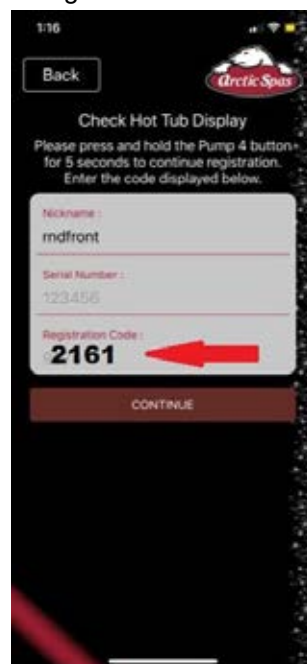 1:16
Back
Arctic Spas
Check Hot Tub Display
Please press and hold the Pump 4 button
for 5 seconds to continue registration.
Enter the code displayed below.
Nickname :
rndfront
Serial Number :
123456
Registration Code :
2161
CONTINUE